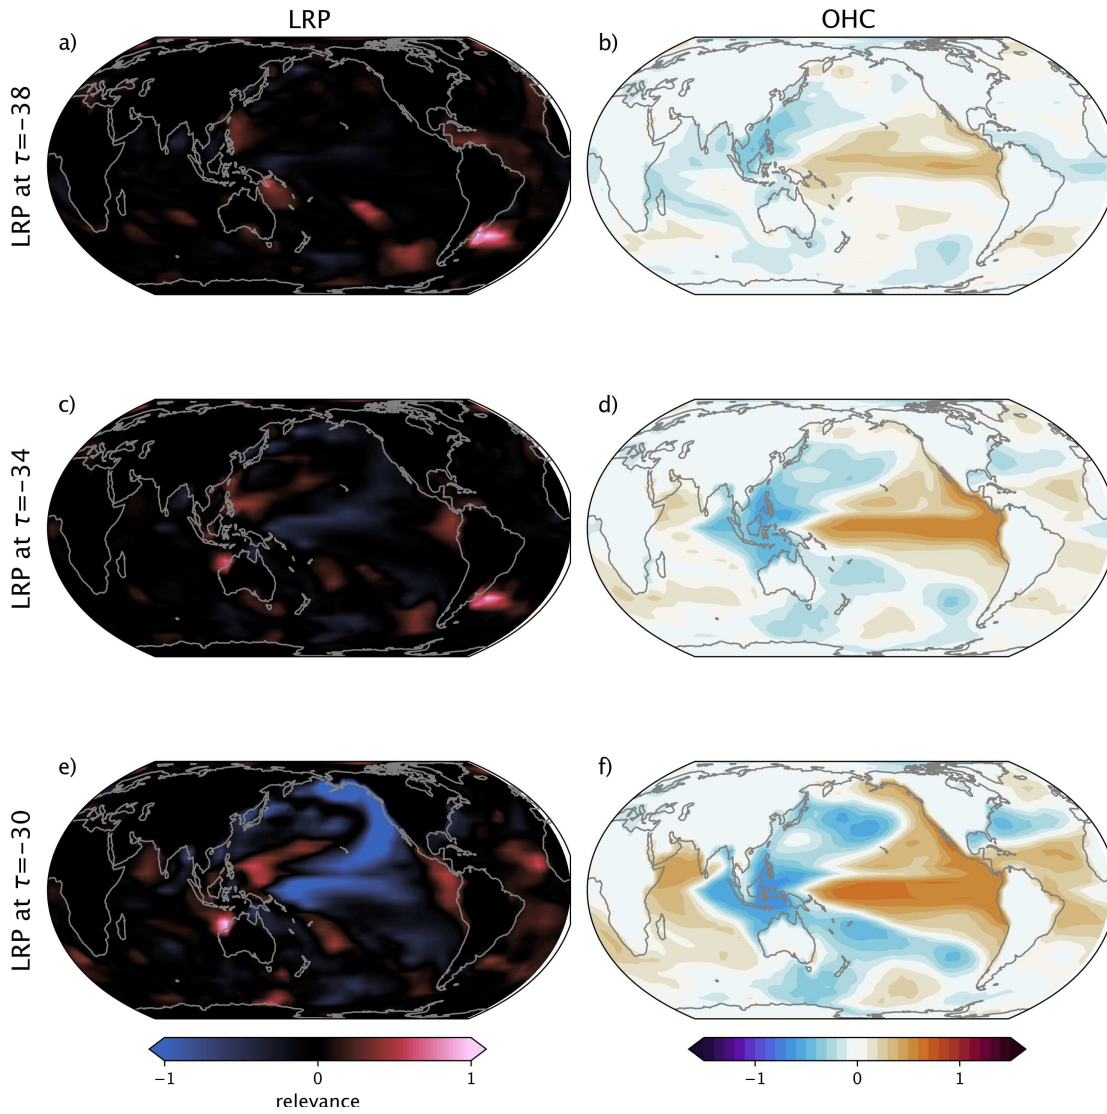 LRP
OHC
a)
b)
LRP at τ=−38
c)
d)
LRP at τ=−34
e)
f)
LRP at τ=−30
−1 0 1
relevance
−1 0 1